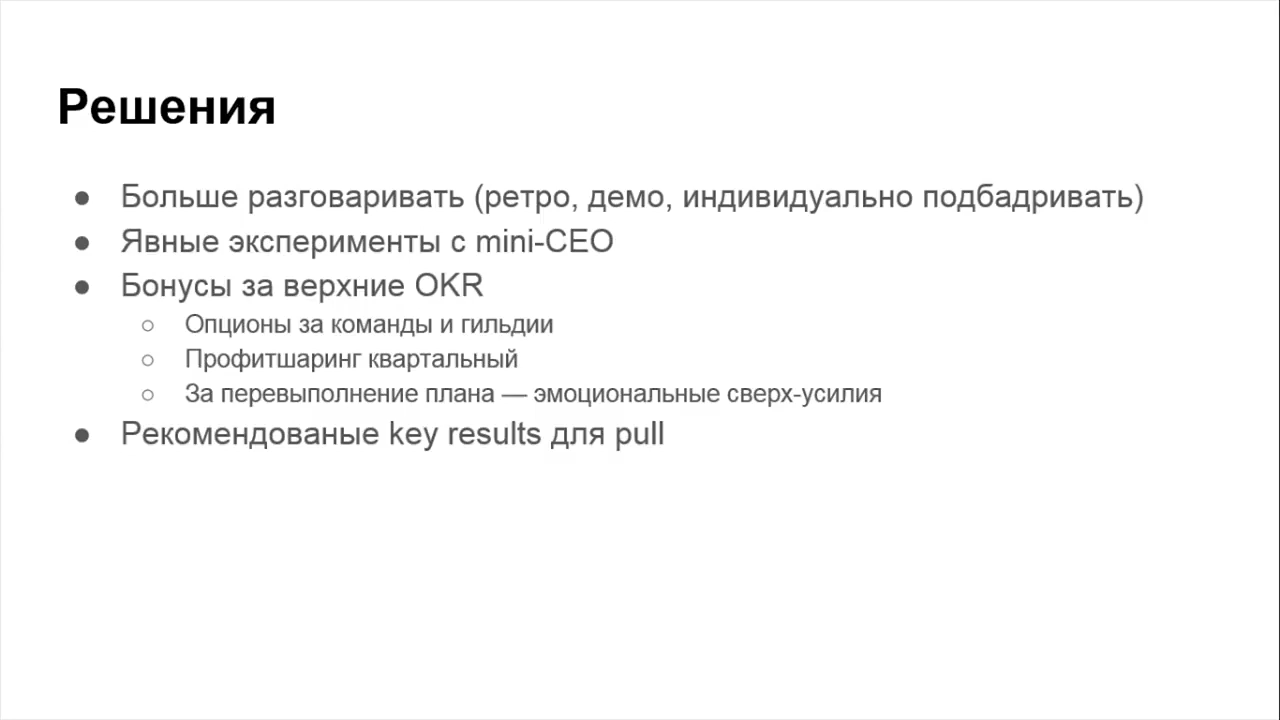 Решения
● Больше разговаривать (ретро, демо, индивидуально подбадривать)
● Явные эксперименты с mini-CEO
● Бонусы за верхние OKR
○ Опционы за команды и гильдии
○ Профитшаринг квартальный
○ За перевыполнение плана — эмоциональные сверх-усилия
● Рекомендованые key results для pull